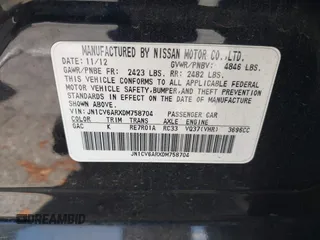 MANUFACTURED BY NISSAN MOTOR CO.,LTD.
DATE: 11/12 GVWR/PNBV: 4846 LBS.
GAWR/PNBE FR: 2423 LBS. RR: 2482 LBS.
THIS VEHICLE CONFORMS TO ALL APPLICABLE FEDERAL
MOTOR VEHICLE SAFETY, BUMPER, AND THEFT
PREVENTION STANDARDS IN EFFECT ON THE DATE OF
MANUFACTURE SHOWN ABOVE.
VIN: JN1CV6ARXDM758704 PASSENGER CAR
COLOR TRIM TRANS AXLE ENGINE
GAC K RE7R01A RC33 VQ37(VHR) 3696CC
JN1CV6ARXDM758704
BIDAMERICAN